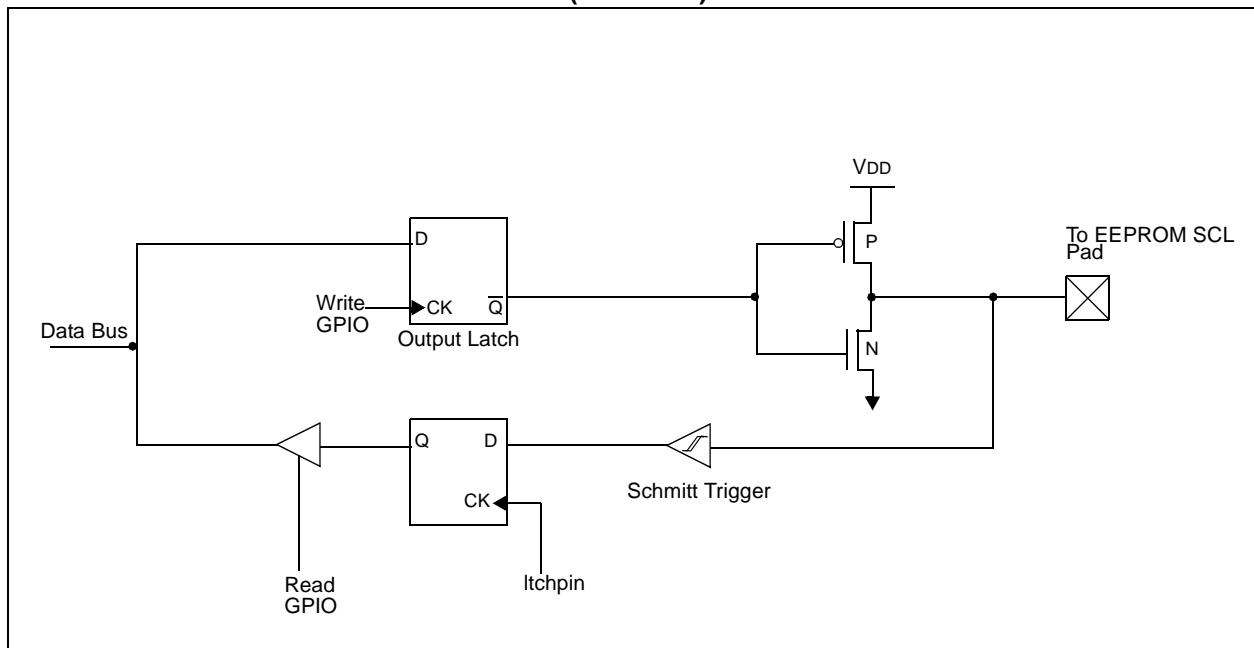 VDD
D
P
To EEPROM SCL
Pad
Write
GPIO
CK
Q
Data Bus
Output Latch
N
Q
D
Schmitt Trigger
CK
Read
GPIO
ltchpin